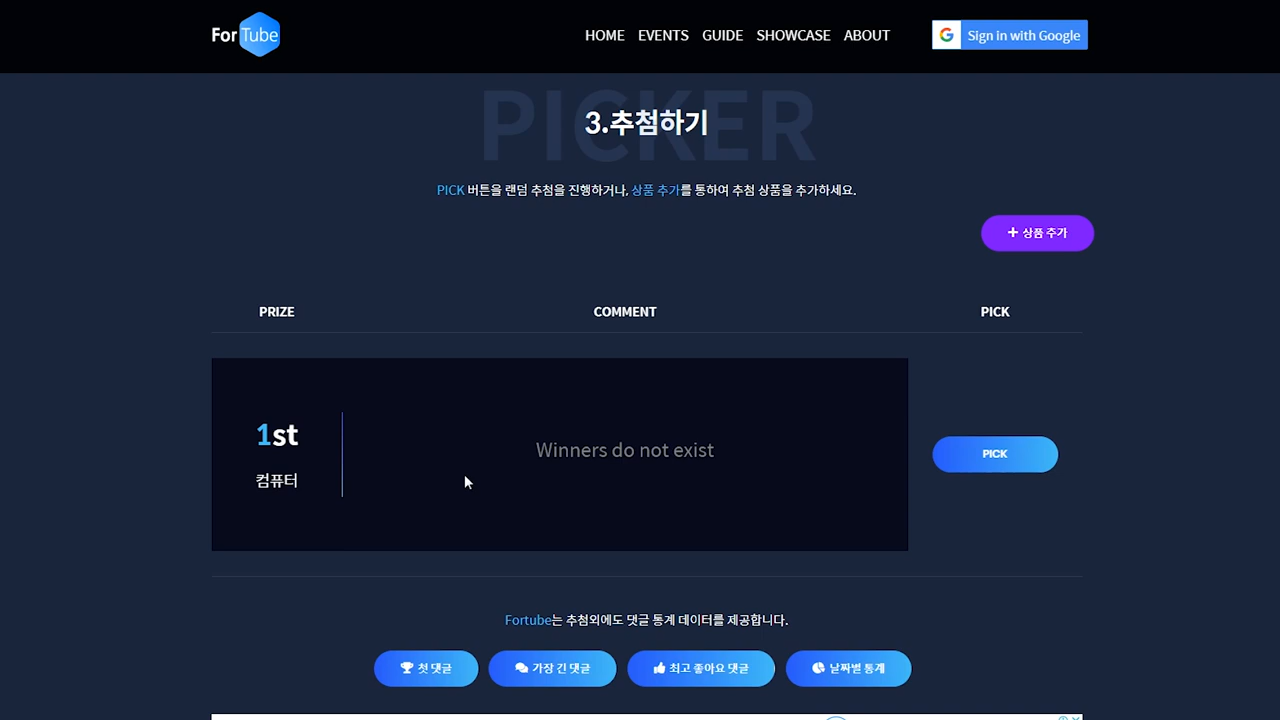 For Tube
HOME EVENTS GUIDE SHOWCASE ABOUT
Sign in with Google
PICKER
3.추첨하기
PICK 버튼을 랜덤 추첨을 진행하거나, 상품 추가를 통하여 추첨 상품을 추가하세요.
+ 상품 추가
PRIZE COMMENT PICK
1st
컴퓨터
Winners do not exist
PICK
Fortube는 추첨외에도 댓글 통계 데이터를 제공합니다.
첫 댓글 가장 긴 댓글 최고 좋아요 댓글 날짜별 통계